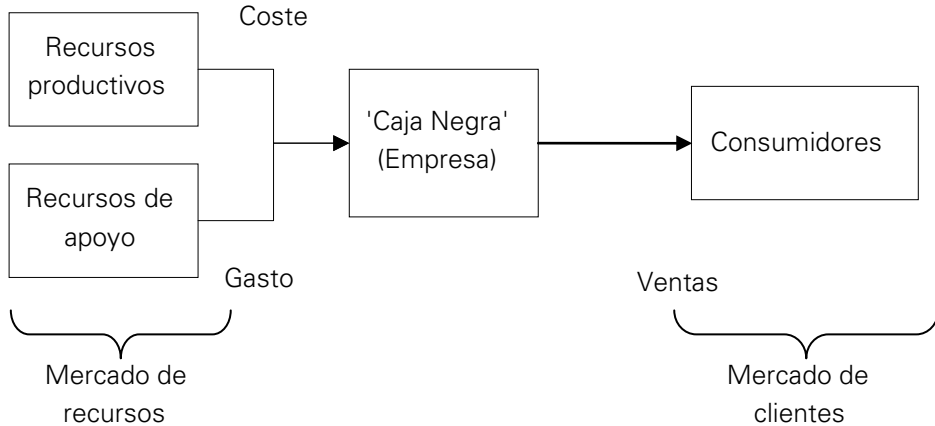 Coste
Recursos
productivos
'Caja Negra'
(Empresa)
Consumidores
Recursos de
apoyo
Gasto
Ventas
Mercado de
recursos
Mercado de
clientes